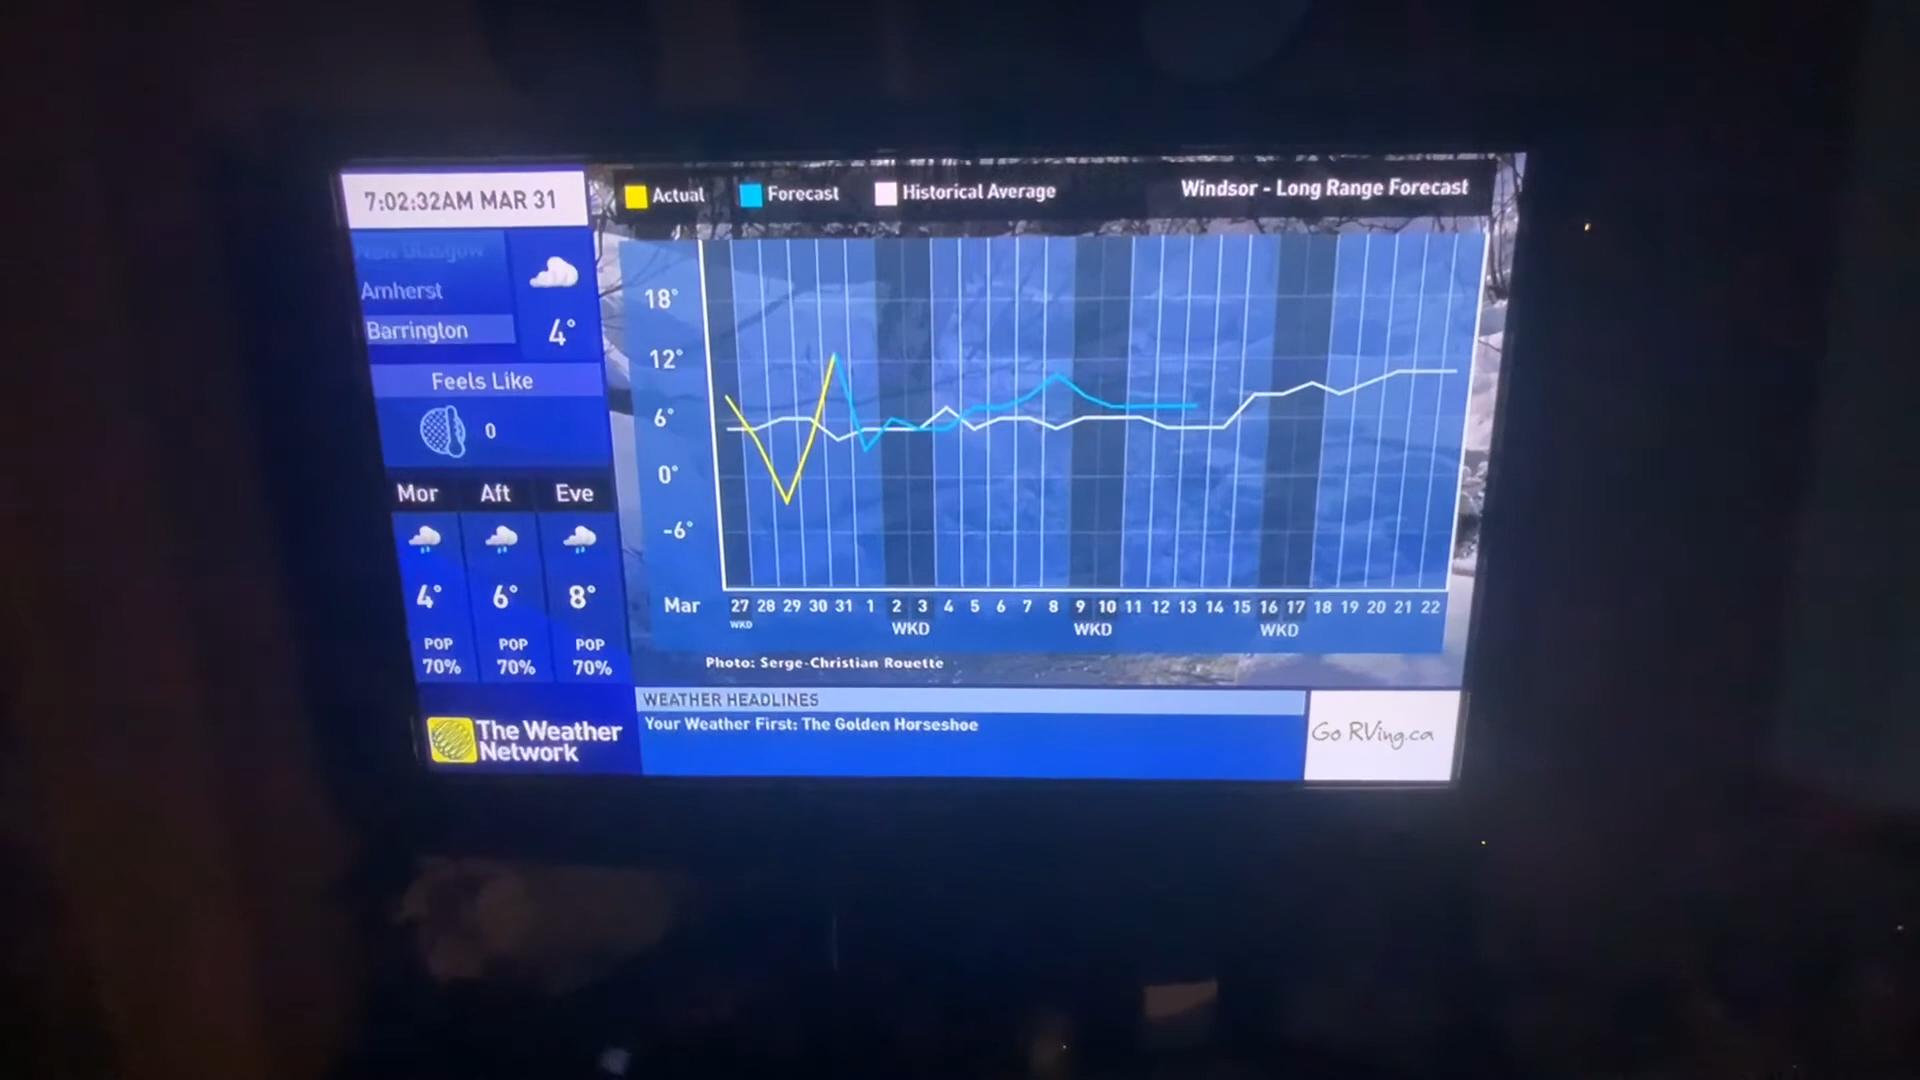 7:02:32AM MAR 31
Actual
Forecast
Historical Average
Windsor - Long Range Forecast
New Glasgow
Amherst
Barrington
4°
Feels Like
0
Mor Aft Eve
4° 6° 8°
POP POP POP
70% 70% 70%
18°
12°
6°
0°
-6°
Mar 27 28 29 30 31 1 2 3 4 5 6 7 8 9 10 11 12 13 14 15 16 17 18 19 20 21 22
WKD WKD WKD WKD
Photo: Serge-Christian Rouette
WEATHER HEADLINES
Your Weather First: The Golden Horseshoe
The Weather
Network
Go RVing.ca